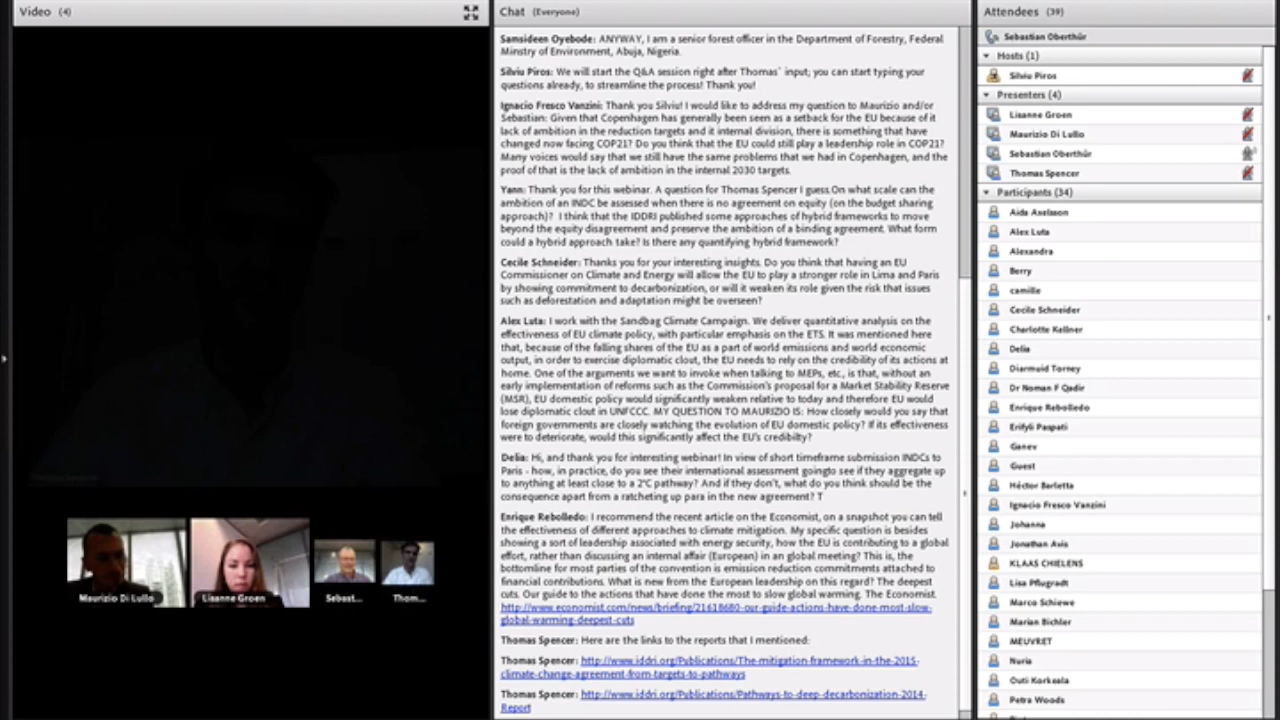 Video (4)
Chat (Everyone)
Samsideen Oyebode: ANYWAY, I am a senior forest officer in the Department of Forestry, Federal
Minstry of Environment, Abuja, Nigeria.
Silviu Piros: We will start the Q&A session right after Thomas` input; you can start typing your
questions already, to streamline the process! Thank you!
Ignacio Fresco Vanzini: Thank you Silviu! I would like to address my question to Maurizio and/or
Sebastian: Given that Copenhagen has generally been seen as a setback for the EU because of it
lack of ambition in the reduction targets and it internal division, there is something that have
changed now facing COP21? Do you think that the EU could still play a leadership role in COP21?
Many voices would say that we still have the same problems that we had in Copenhagen, and the
proof of that is the lack of ambition in the internal 2030 targets.
Yann: Thank you for this webinar. A question for Thomas Spencer I guess.On what scale can the
ambition of an INDC be assessed when there is no agreement on equity (on the budget sharing
approach)? I think that the IDDRI published some approaches of hybrid frameworks to move
beyond the equity disagreement and preserve the ambition of a binding agreement. What form
could a hybrid approach take? Is there any quantifying hybrid framework?
Cecile Schneider: Thanks you for your interesting insights. Do you think that having an EU
Commissioner on Climate and Energy will allow the EU to play a stronger role in Lima and Paris
by showing commitment to decarbonization, or will it weaken its role given the risk that issues
such as deforestation and adaptation might be overseen?
Alex Luta: I work with the Sandbag Climate Campaign. We deliver quantitative analysis on the
effectiveness of EU climate policy, with particular emphasis on the ETS. It was mentioned here
that, because of the falling shares of the EU as a part of world emissions and world economic
output, in order to exercise diplomatic clout, the EU needs to rely on the credibility of its actions at
home. One of the arguments we want to invoke when talking to MEPs, etc., is that, without an
early implementation of reforms such as the Commission's proposal for a Market Stability Reserve
(MSR), EU domestic policy would significantly weaken relative to today and therefore EU would
lose diplomatic clout in UNFCCC. MY QUESTION TO MAURIZIO IS: How closely would you say that
foreign governments are closely watching the evolution of EU domestic policy? If its effectiveness
were to deteriorate, would this significantly affect the EU's credibilty?
Delia: Hi, and thank you for interesting webinar! In view of short timeframe submission INDCs to
Paris - how, in practice, do you see their international assessment goingto see if they aggregate up
to anything at least close to a 2°C pathway? And if they don't, what do you think should be the
consequence apart from a ratcheting up para in the new agreement? T
Enrique Rebolledo: I recommend the recent article on the Economist, on a snapshot you can tell
the effectiveness of different approaches to climate mitigation. My specific question is besides
showing a sort of leadership associated with energy security, how the EU is contributing to a global
effort, rather than discussing an internal affair (European) in an global meeting? This is, the
bottomline for most parties of the convention is emission reduction commitments attached to
financial contributions. What is new from the European leadership on this regard? The deepest
cuts. Our guide to the actions that have done the most to slow global warming. The Economist.
http://www.economist.com/news/briefing/21618680-our-guide-actions-have-done-most-slow-
global-warming-deepest-cuts
Thomas Spencer: Here are the links to the reports that I mentioned:
Thomas Spencer: http://www.iddri.org/Publications/The-mitigation-framework-in-the-2015-
climate-change-agreement-from-targets-to-pathways
Thomas Spencer: http://www.iddri.org/Publications/Pathways-to-deep-decarbonization-2014-
Report
Attendees (39)
Sebastian Oberthür
Hosts (1)
Silviu Piros
Presenters (4)
Lisanne Groen
Maurizio Di Lullo
Sebastian Oberthür
Thomas Spencer
Participants (34)
Aida Axelsson
Alex Luta
Alexandra
Berry
camille
Cecile Schneider
Charlotte Kellner
Delia
Diarmuid Torney
Dr Noman F Qadir
Enrique Rebolledo
Erifyli Paspati
Ganev
Guest
Héctor Barletta
Ignacio Fresco Vanzini
Johanna
Jonathan Avis
KLAAS CHIELENS
Lisa Pflugradt
Marco Schiewe
Marian Bichler
MEUVRET
Nuria
Outi Korkeala
Petra Woods
Maurizio Di Lullo
Lisanne Groen
Sebast...
Thom...